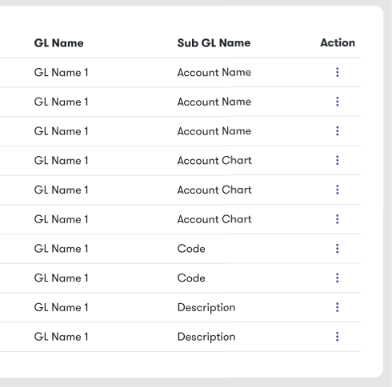 GL Name Sub GL Name Action
GL Name 1 Account Name
GL Name 1 Account Name
GL Name 1 Account Name
GL Name 1 Account Chart
GL Name 1 Account Chart
GL Name 1 Account Chart
GL Name 1 Code
GL Name 1 Code
GL Name 1 Description
GL Name 1 Description